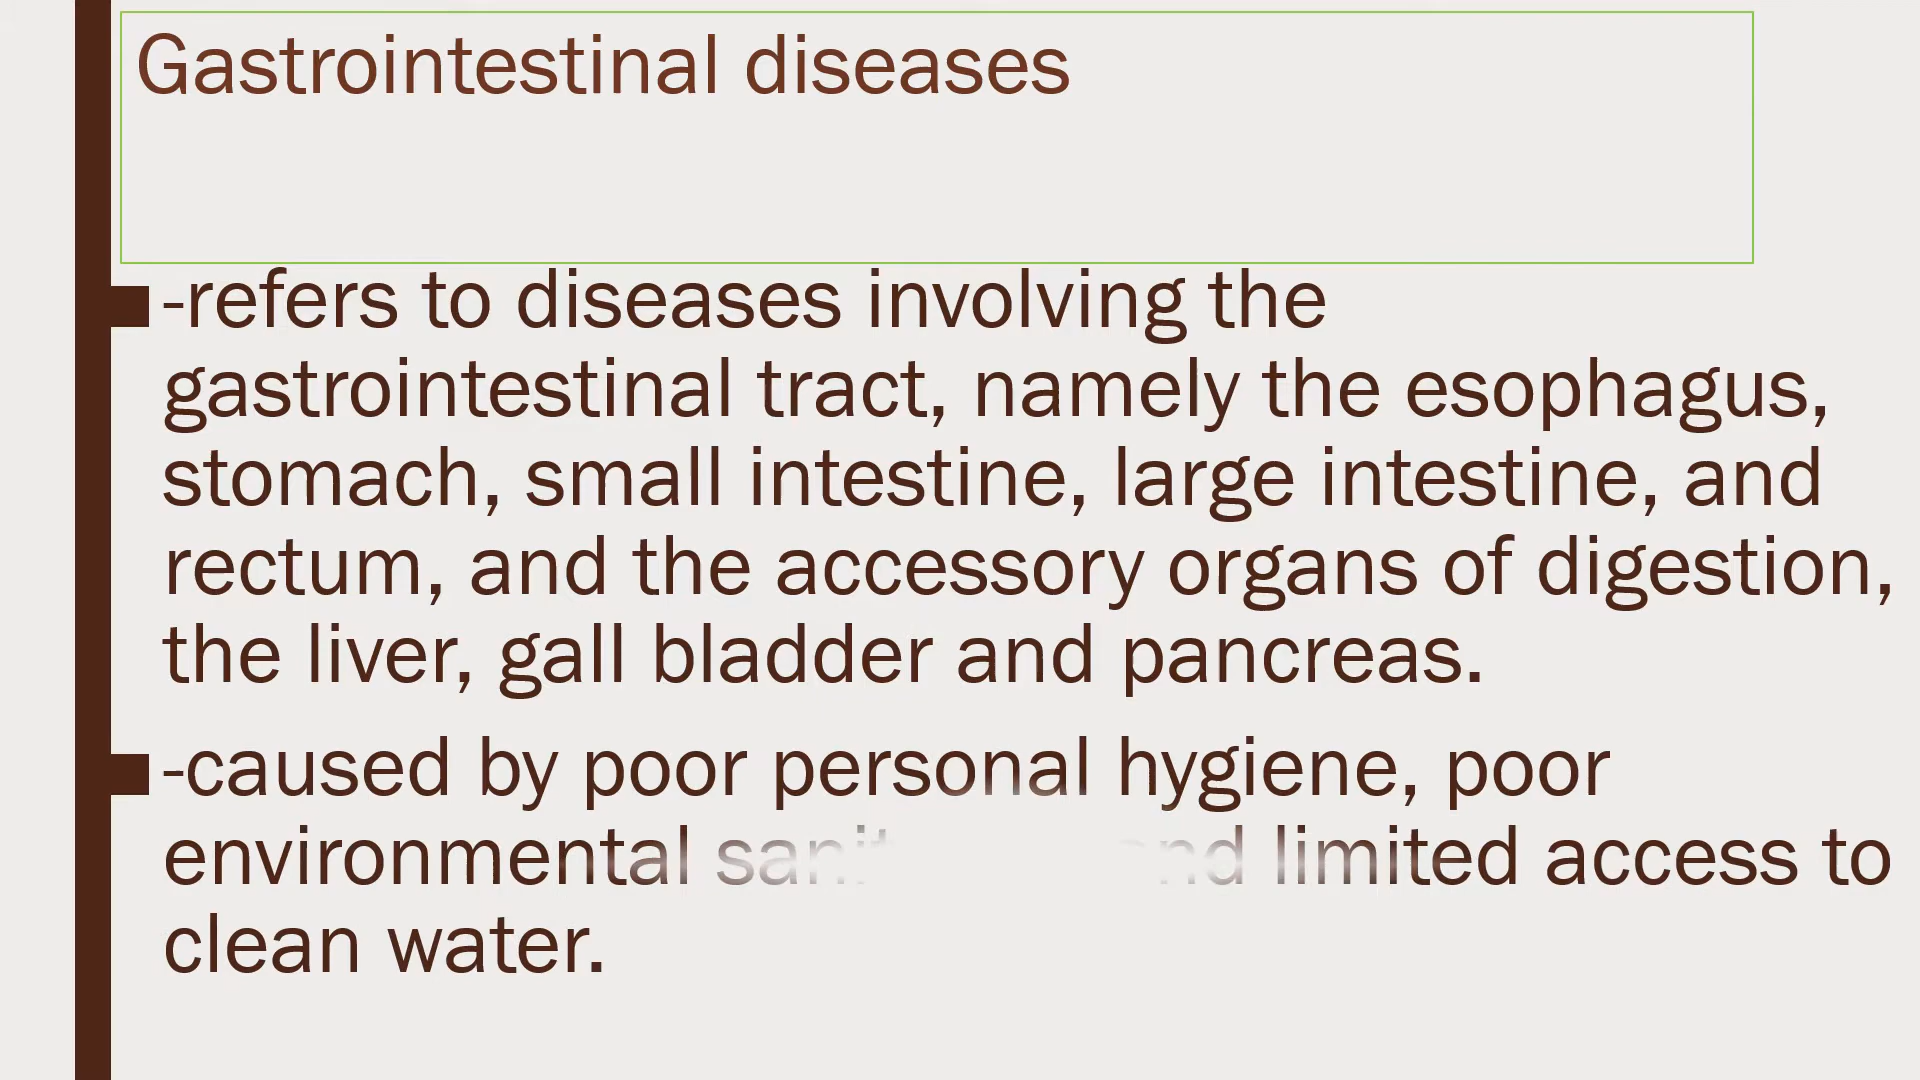 Gastrointestinal diseases
-refers to diseases involving the
gastrointestinal tract, namely the esophagus,
stomach, small intestine, large intestine, and
rectum, and the accessory organs of digestion,
the liver, gall bladder and pancreas.
-caused by poor personal hygiene, poor
environmental and limited access to
clean water.